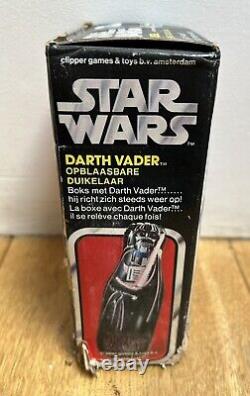 clipper games & toys b.v. amsterdam
STAR
WARS™
DARTH VADER™
OPBLAASBARE
DUIKELAAR
Boks met Darth Vader™.....
hij richt zich steeds weer op!
La boxe avec Darth Vader™....
il se relève chaque fois!